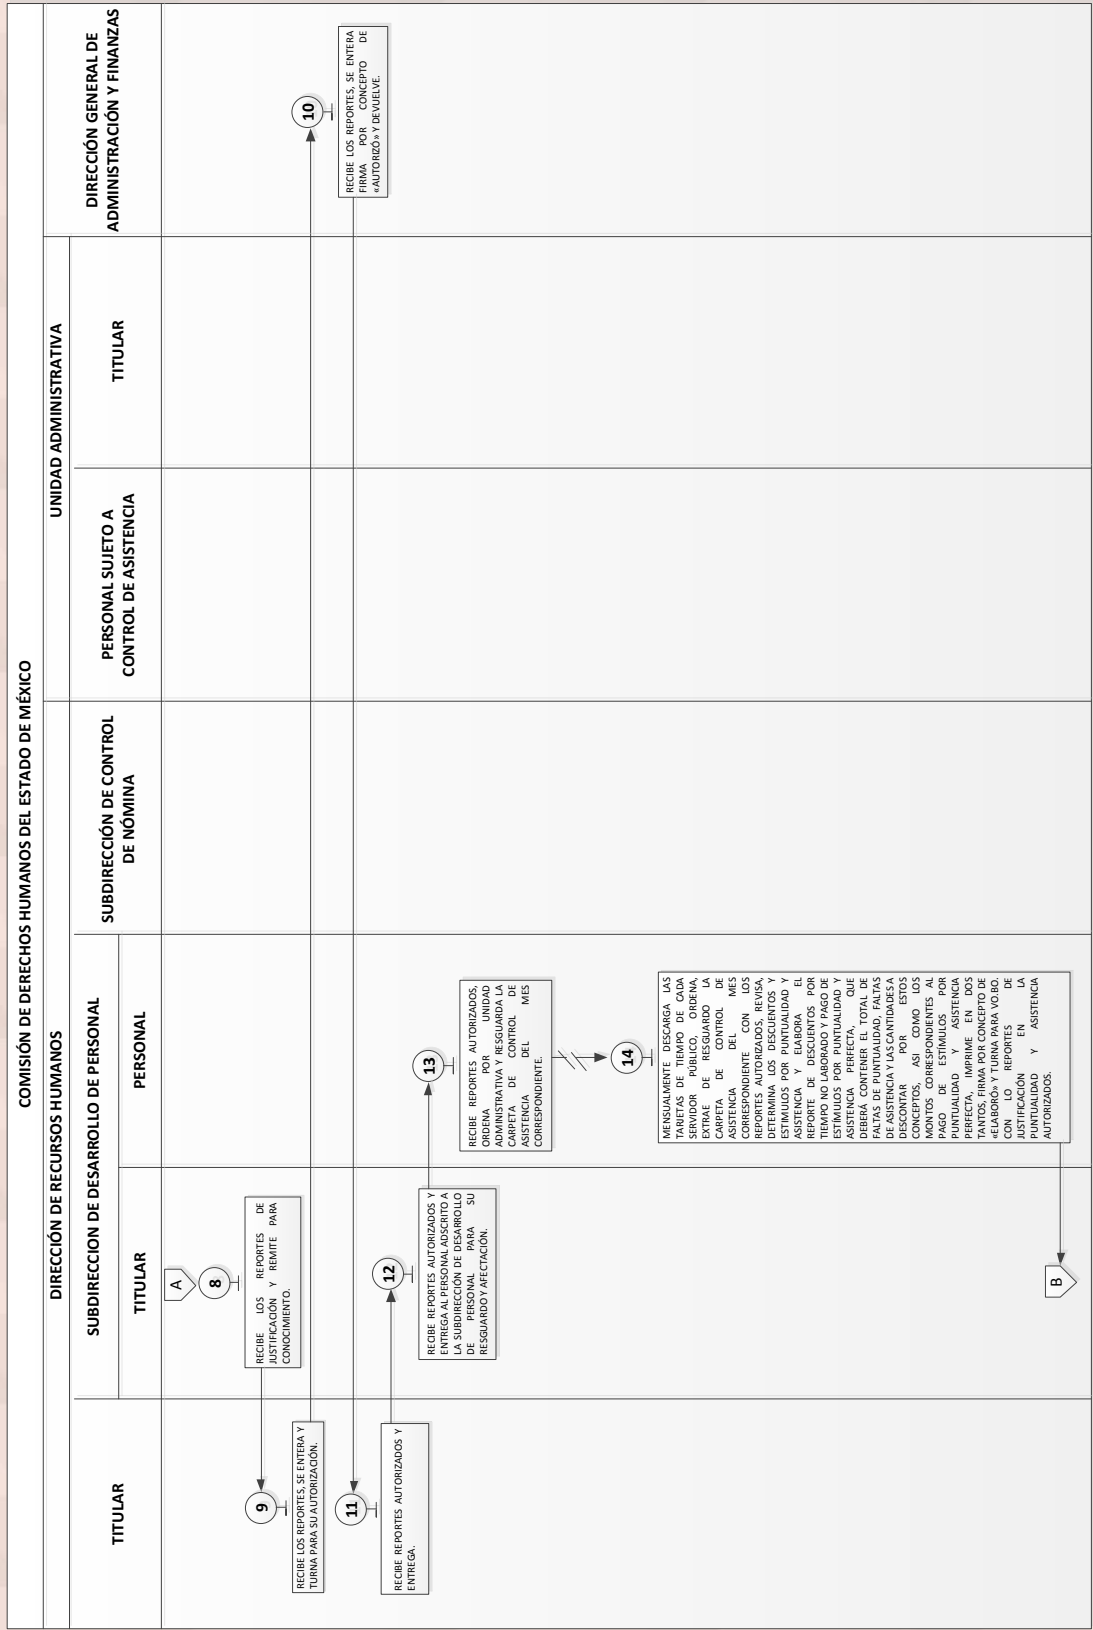 COMISIÓN DE DERECHOS HUMANOS DEL ESTADO DE MÉXICO
DIRECCIÓN DE RECURSOS HUMANOS
UNIDAD ADMINISTRATIVA
DIRECCIÓN GENERAL DE
ADMINISTRACIÓN Y FINANZAS
TITULAR
SUBDIRECCION DE DESARROLLO DE PERSONAL
TITULAR
PERSONAL
SUBDIRECCIÓN DE CONTROL
DE NÓMINA
PERSONAL SUJETO A
CONTROL DE ASISTENCIA
TITULAR
A
8
RECIBE LOS REPORTES DE
JUSTIFICACIÓN Y REMITE PARA
CONOCIMIENTO.
9
RECIBE LOS REPORTES, SE ENTERA Y
TURNA PARA SU AUTORIZACIÓN.
10
RECIBE LOS REPORTES, SE ENTERA
FIRMA POR CONCEPTO DE
«AUTORIZÓ» Y DEVUELVE.
11
RECIBE REPORTES AUTORIZADOS Y
ENTREGA.
12
RECIBE REPORTES AUTORIZADOS Y
ENTREGA AL PERSONAL ADSCRITO A
LA SUBDIRECCIÓN DE DESARROLLO
DE PERSONAL PARA SU
RESGUARDO Y AFECTACIÓN.
13
RECIBE REPORTES AUTORIZADOS,
ORDENA POR UNIDAD
ADMINISTRATIVA Y RESGUARDA LA
CARPETA DE CONTROL DE
ASISTENCIA DEL MES
CORRESPONDIENTE.
14
MENSUALMENTE DESCARGA LAS
TARJETAS DE TIEMPO DE CADA
SERVIDOR PÚBLICO, ORDENA,
EXTRAE DE RESGUARDO LA
CARPETA DE CONTROL DE
ASISTENCIA DEL MES
CORRESPONDIENTE CON LOS
REPORTES AUTORIZADOS, REVISA,
DETERMINA LOS DESCUENTOS Y
ESTIMULOS POR PUNTUALIDAD Y
ASISTENCIA Y ELABORA EL
REPORTE DE DESCUENTOS POR
TIEMPO NO LABORADO Y PAGO DE
ESTÍMULOS POR PUNTUALIDAD Y
ASISTENCIA PERFECTA, QUE
DEBERÁ CONTENER EL TOTAL DE
FALTAS DE PUNTUALIDAD, FALTAS
DE ASISTENCIA Y LAS CANTIDADES A
DESCONTAR POR ESTOS
CONCEPTOS, ASI COMO LOS
MONTOS CORRESPONDIENTES AL
PAGO DE ESTÍMULOS POR
PUNTUALIDAD Y ASISTENCIA
PERFECTA, IMPRIME EN DOS
TANTOS, FIRMA POR CONCEPTO DE
«ELABORÓ» Y TURNA PARA VO.BO.
CON LO REPORTES DE LA
JUSTIFICACIÓN EN LA
PUNTUALIDAD Y ASISTENCIA
AUTORIZADOS.
B